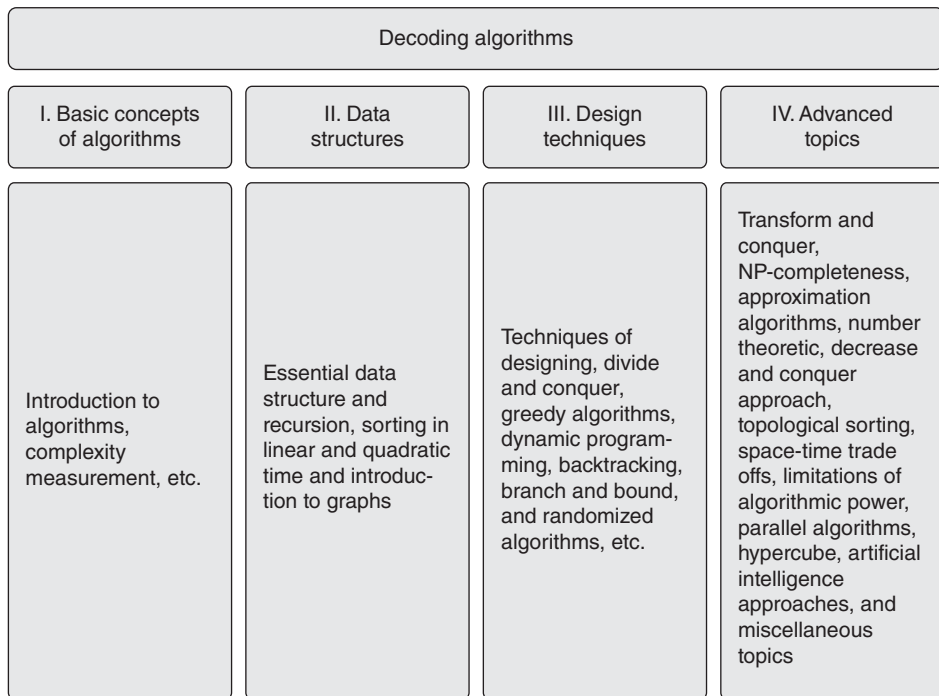 Decoding algorithms
I. Basic concepts
of algorithms
II. Data
structures
III. Design
techniques
IV. Advanced
topics
Introduction to
algorithms,
complexity
measurement, etc.
Essential data
structure and
recursion, sorting in
linear and quadratic
time and introduc-
tion to graphs
Techniques of
designing, divide
and conquer,
greedy algorithms,
dynamic program-
ming, backtracking,
branch and bound,
and randomized
algorithms, etc.
Transform and
conquer,
NP-completeness,
approximation
algorithms, number
theoretic, decrease
and conquer
approach,
topological sorting,
space-time trade
offs, limitations of
algorithmic power,
parallel algorithms,
hypercube, artificial
intelligence
approaches, and
miscellaneous
topics